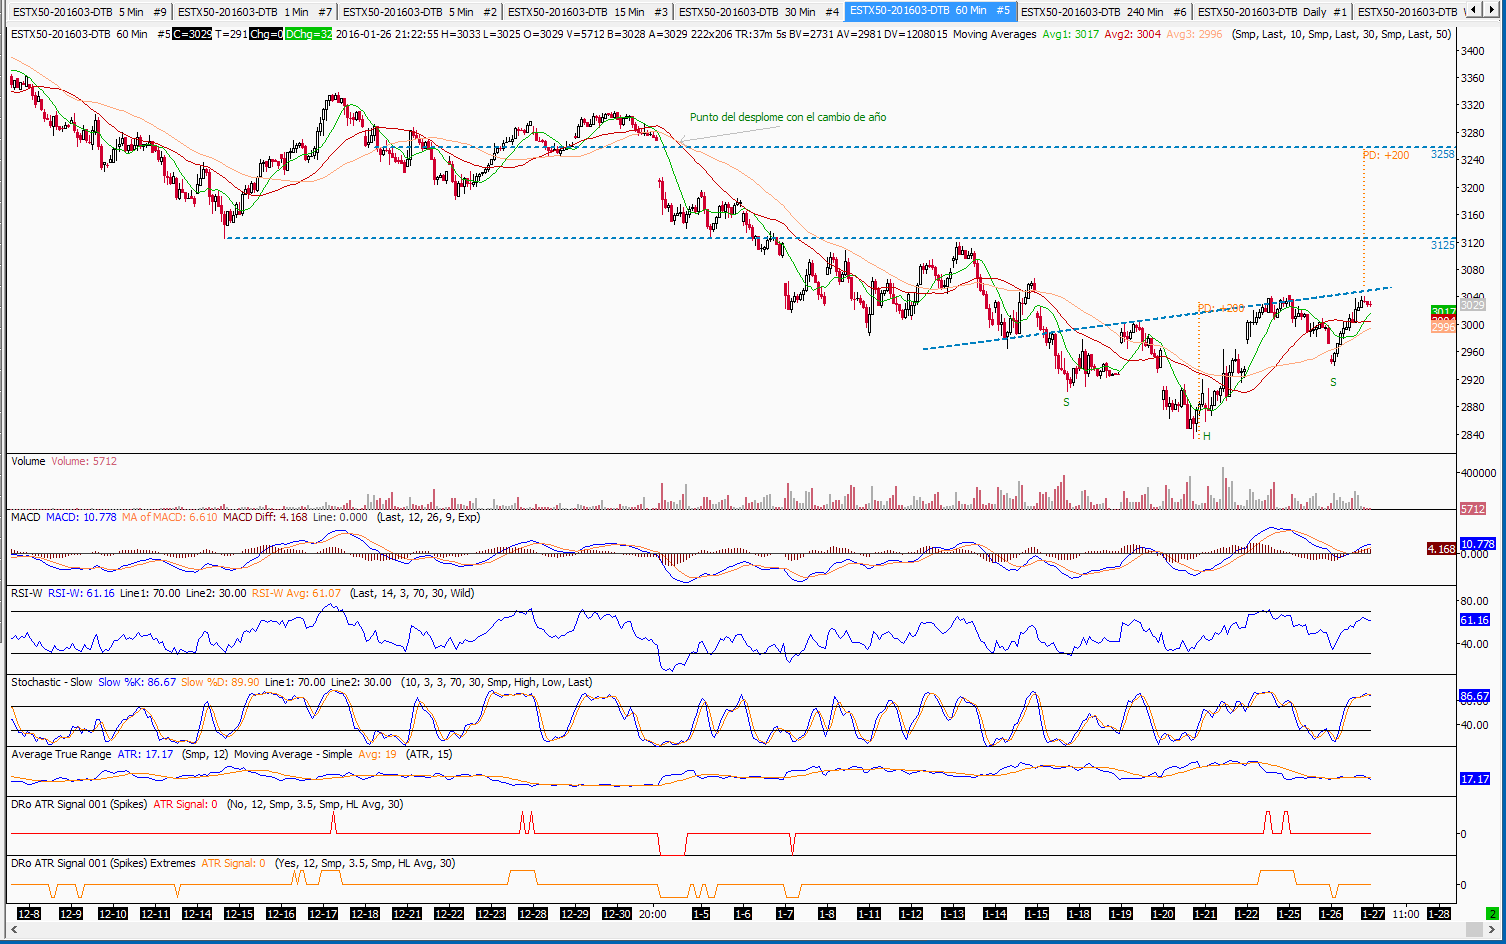 ESTX50-201603-DTB 5 Min #9 ESTX50-201603-DTB 1 Min #7 ESTX50-201603-DTB 5 Min #2 ESTX50-201603-DTB 15 Min #3 ESTX50-201603-DTB 30 Min #4 ESTX50-201603-DTB 60 Min #5 ESTX50-201603-DTB 240 Min #6 ESTX50-201603-DTB Daily #1 ESTX50-201603-DTB
ESTX50-201603-DTB 60 Min #5 C=3029 T=291 Chg=0 DChg=32 2016-01-26 21:22:55 H=3033 L=3025 O=3029 V=5712 B=3028 A=3029 222x206 TR:37m 5s BV=2731 AV=2981 DV=1208015 Moving Averages Avg1: 3017 Avg2: 3004 Avg3: 2996 (Smp, Last, 10, Smp, Last, 30, Smp, Last, 50)
3400
3360
3320
Punto del desplome con el cambio de año
3280
PD: +200 3258
3240
3200
3160
3125 3120
3080
3040
PD: +200 3029
3017
3004
3000
2996
2960
2920
S S
2880
H 2840
Volume Volume: 5712
400000
5712
MACD MACD: 10.778 MA of MACD: 6.610 MACD Diff: 4.168 Line: 0.000 (Last, 12, 26, 9, Exp)
10.778
4.168 0.000
RSI-W RSI-W: 61.16 Line1: 70.00 Line2: 30.00 RSI-W Avg: 61.07 (Last, 14, 3, 70, 30, Wild)
80.00
61.16
40.00
Stochastic - Slow Slow %K: 86.67 Slow %D: 89.90 Line1: 70.00 Line2: 30.00 (10, 3, 3, 70, 30, Smp, High, Low, Last)
86.67
40.00
Average True Range ATR: 17.17 (Smp, 12) Moving Average - Simple Avg: 19 (ATR, 15)
17.17
DRo ATR Signal 001 (Spikes) ATR Signal: 0 (No, 12, Smp, 3.5, Smp, HL Avg, 30)
0
DRo ATR Signal 001 (Spikes) Extremes ATR Signal: 0 (Yes, 12, Smp, 3.5, Smp, HL Avg, 30)
0
12-8 12-9 12-10 12-11 12-14 12-15 12-16 12-17 12-18 12-21 12-22 12-23 12-28 12-29 12-30 20:00 1-5 1-6 1-7 1-8 1-11 1-12 1-13 1-14 1-15 1-18 1-19 1-20 1-21 1-22 1-25 1-26 1-27 11:00 1-28 2